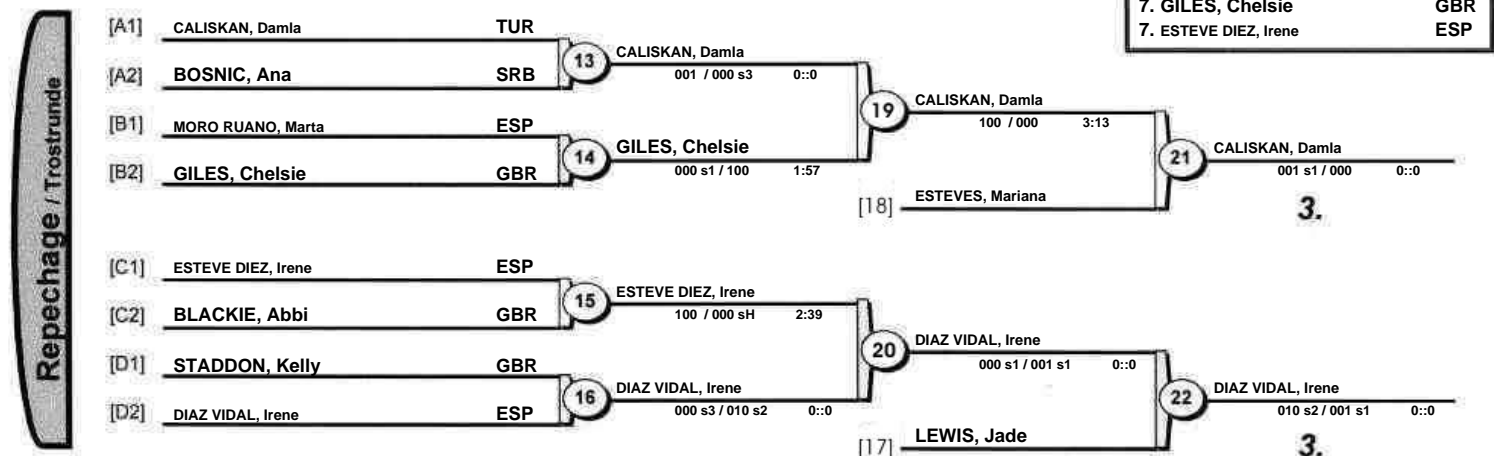 7. GILES, Chelsie GBR
7. ESTEVE DIEZ, Irene ESP
Repechage / Trostrunde
[A1] CALISKAN, Damla TUR
13 CALISKAN, Damla
001 / 000 s3 0::0
[A2] BOSNIC, Ana SRB
19 CALISKAN, Damla
100 / 000 3:13
[B1] MORO RUANO, Marta ESP
14 GILES, Chelsie
000 s1 / 100 1:57
21 CALISKAN, Damla
001 s1 / 000 0::0
[B2] GILES, Chelsie GBR
[18] ESTEVES, Mariana
3.
[C1] ESTEVE DIEZ, Irene ESP
15 ESTEVE DIEZ, Irene
100 / 000 sH 2:39
[C2] BLACKIE, Abbi GBR
20 DIAZ VIDAL, Irene
000 s1 / 001 s1 0::0
[D1] STADDON, Kelly GBR
16 DIAZ VIDAL, Irene
000 s3 / 010 s2 0::0
22 DIAZ VIDAL, Irene
010 s2 / 001 s1 0::0
[D2] DIAZ VIDAL, Irene ESP
[17] LEWIS, Jade
3.